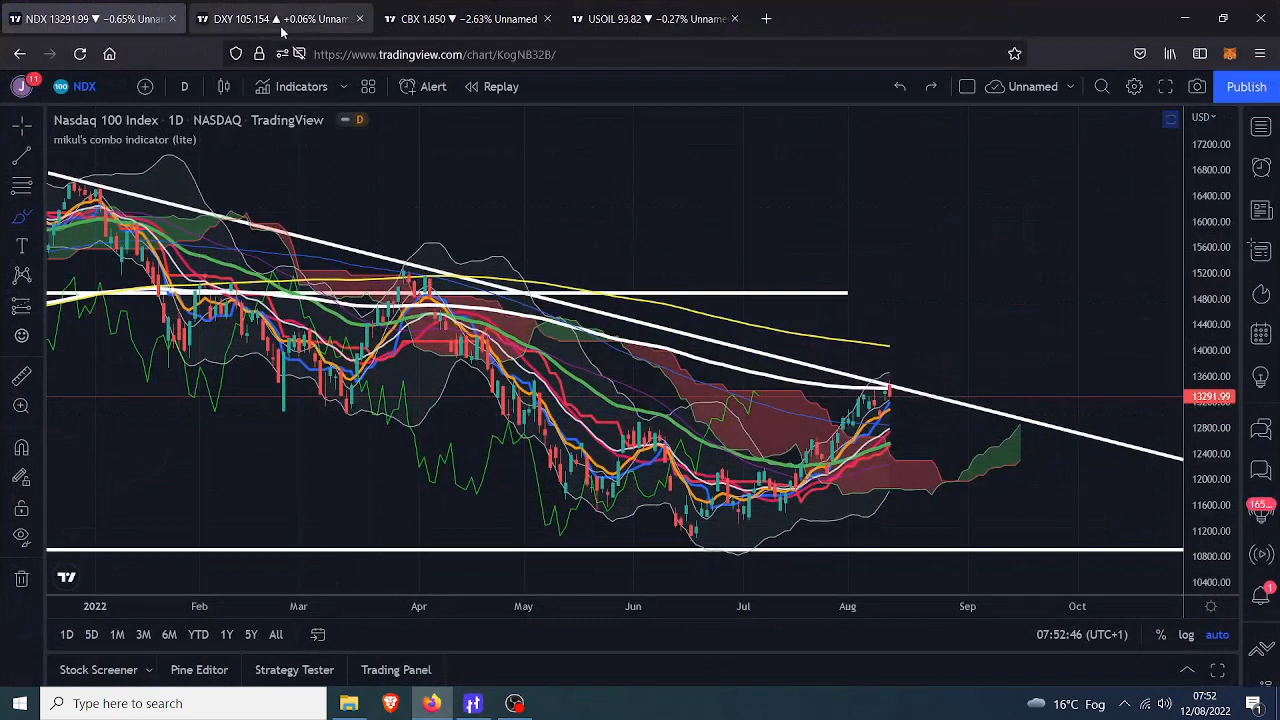 NDX 13291.99 ▼ −0.65% Unnam
DXY 105.154 ▲ +0.06% Unnam
CBX 1.850 ▼ −2.63% Unnamed
USOIL 93.82 ▼ −0.27% Unname
https://www.tradingview.com/chart/KogNB32B/
J 11
100 NDX
D
Indicators
Alert
Replay
Unnamed
Publish
Nasdaq 100 Index · 1D · NASDAQ · TradingView
D
mikul's combo indicator (lite)
USD
17200.00
16800.00
16400.00
16000.00
15600.00
15200.00
14800.00
14400.00
14000.00
13600.00
13291.99
12800.00
12400.00
12000.00
11600.00
11200.00
10800.00
10400.00
165...
1
2022 Feb Mar Apr May Jun Jul Aug Sep Oct
1D 5D 1M 3M 6M YTD 1Y 5Y All
07:52:46 (UTC+1) % log auto
Stock Screener Pine Editor Strategy Tester Trading Panel
Type here to search
16°C Fog
07:52
12/08/2022
1